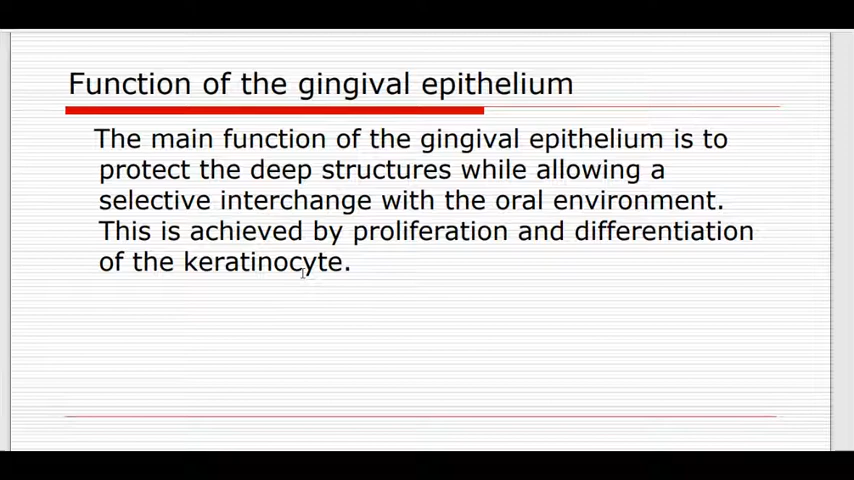 Function of the gingival epithelium
The main function of the gingival epithelium is to
protect the deep structures while allowing a
selective interchange with the oral environment.
This is achieved by proliferation and differentiation
of the keratinocyte.